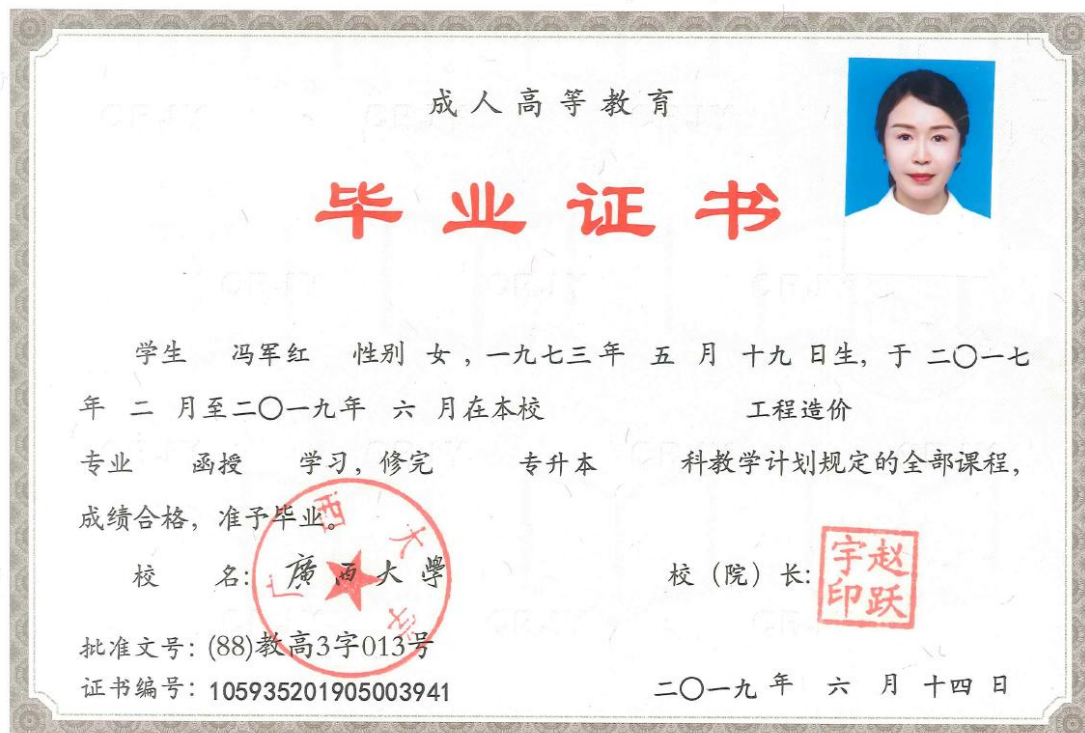 成人高等教育
毕业证书
学生 冯军红 性别 女，一九七三年 五 月 十九 日生，于 二〇一七
年 二 月至二〇一九年 六 月在本校 工程造价
专业 函授 学习，修完 专升本 科教学计划规定的全部课程，
成绩合格，准予毕业。
广西大学
校 名：廣西大學
校（院）长：
赵跃宇印
批准文号：(88)教高3字013号
证书编号：105935201905003941
二〇一九年 六 月 十四 日